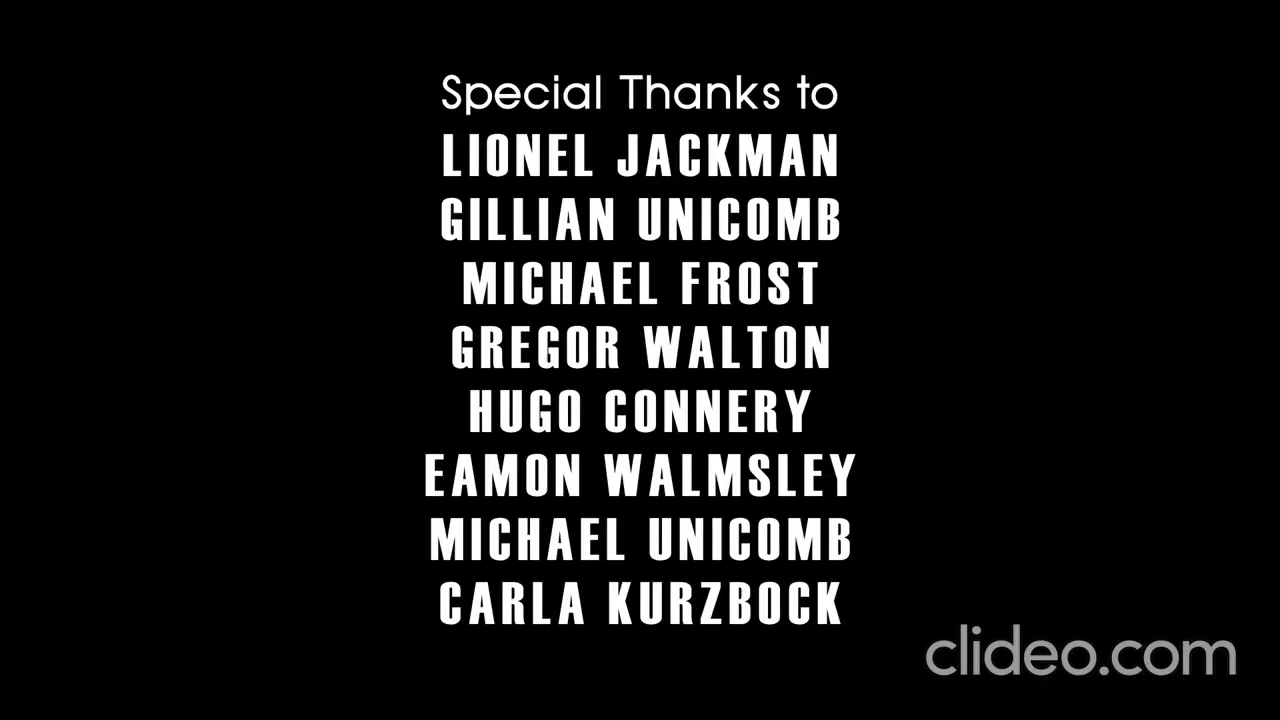 Special Thanks to
LIONEL JACKMAN
GILLIAN UNICOMB
MICHAEL FROST
GREGOR WALTON
HUGO CONNERY
EAMON WALMSLEY
MICHAEL UNICOMB
CARLA KURZBOCK
clideo.com